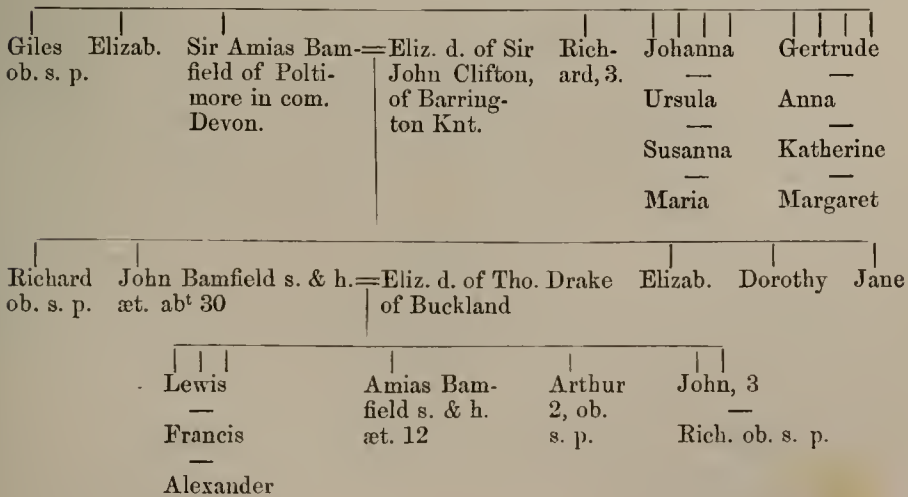 Giles Elizab. Sir Amias Bam-=Eliz. d. of Sir Rich- Johanna Gertrude
ob. s. p. field of Polti- John Clifton, ard, 3. — —
more in com. of Barring- Ursula Anna
Devon. ton Knt. — —
Susanna Katherine
— —
Maria Margaret
Richard John Bamfield s. & h.=Eliz. d. of Tho. Drake Elizab. Dorothy Jane
ob. s. p. æt. abt 30 of Buckland
Lewis Amias Bam- Arthur John, 3
— field s. & h. 2, ob. —
Francis æt. 12 s. p. Rich. ob. s. p.
—
Alexander